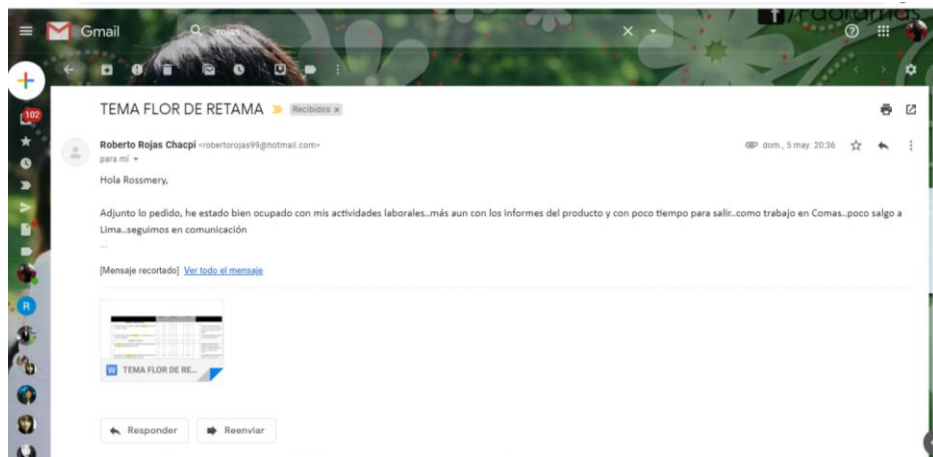 Gmail
rojas
102
TEMA FLOR DE RETAMA
Recibidos x
Roberto Rojas Chacpi <robertorojas99@hotmail.com>
dom., 5 may. 20:36
para mí
Hola Rossmery,
Adjunto lo pedido, he estado bien ocupado con mis actividades laborales..más aun con los informes del producto y con poco tiempo para salir..como trabajo en Comas..poco salgo a
Lima..seguimos en comunicación
...
[Mensaje recortado] Ver todo el mensaje
R
W TEMA FLOR DE RE...
Responder
Reenviar